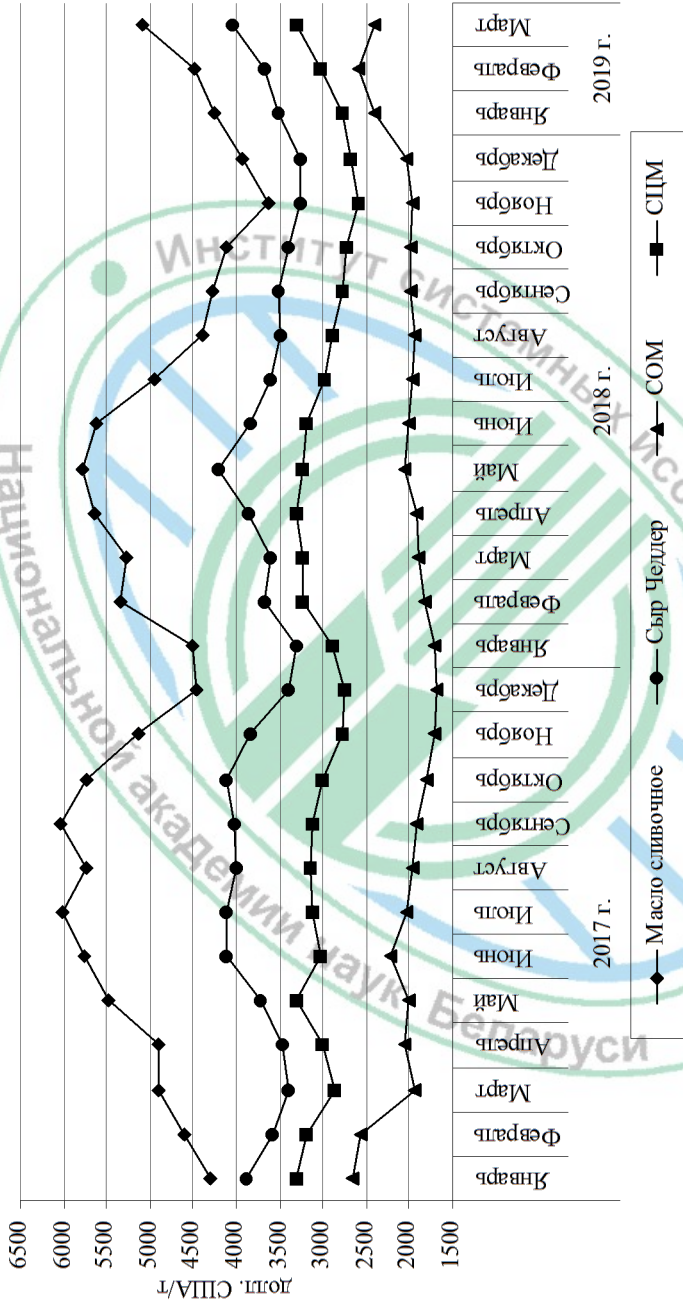 6500
6000
5500
5000
4500
4000
3500
3000
2500
2000
1500
долл. США/т
Январь
Февраль
Март
Апрель
Май
Июнь
Июль
Август
Сентябрь
Октябрь
Ноябрь
Декабрь
Январь
Февраль
Март
Апрель
Май
Июнь
Июль
Август
Сентябрь
Октябрь
Ноябрь
Декабрь
Январь
Февраль
Март
2017 г.
2018 г.
2019 г.
Масло сливочное
Сыр Чеддер
СОМ
СЦМ
Институт системных
Национальной академии наук Беларуси